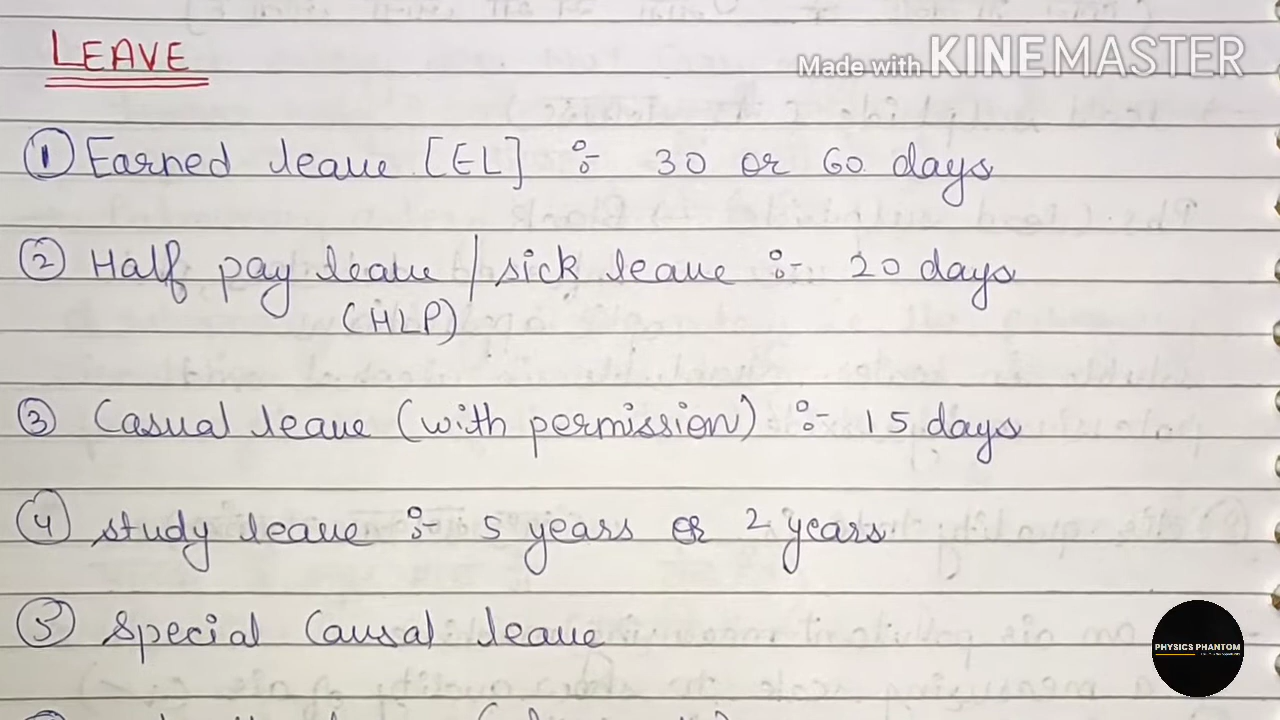 LEAVE
Made with KINEMASTER
① Earned leave [EL] :- 30 or 60 days
② Half pay leave / sick leave :- 20 days
(HLP)
③ Casual leave (with permission) :- 15 days
④ study leave :- 5 years or 2 years
⑤ Special Causal leave
PHYSICS PHANTOM